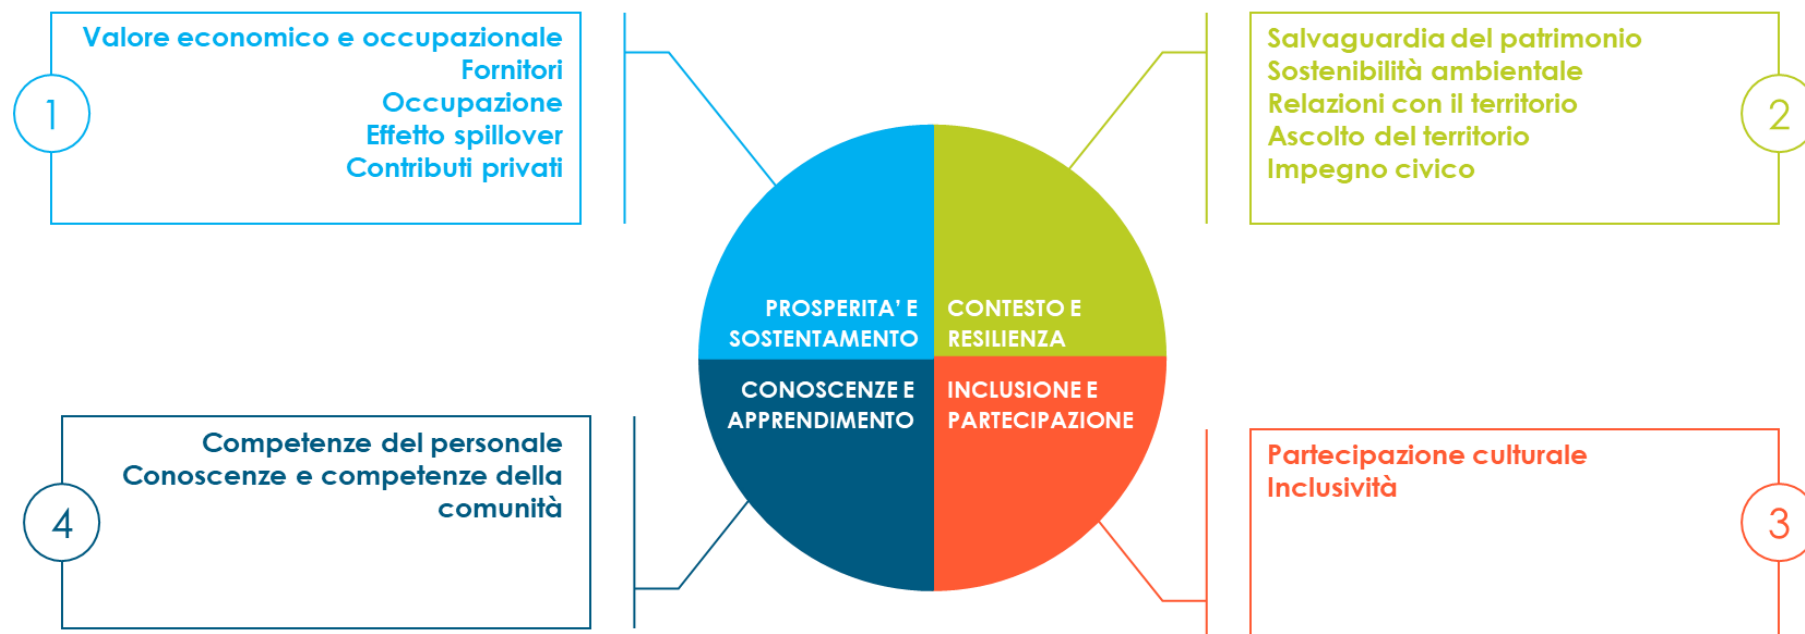 1
Valore economico e occupazionale
Fornitori
Occupazione
Effetto spillover
Contributi privati
Salvaguardia del patrimonio
Sostenibilità ambientale
Relazioni con il territorio
Ascolto del territorio
Impegno civico
2
PROSPERITA' E
SOSTENTAMENTO
CONTESTO E
RESILIENZA
CONOSCENZE E
APPRENDIMENTO
INCLUSIONE E
PARTECIPAZIONE
4
Competenze del personale
Conoscenze e competenze della
comunità
Partecipazione culturale
Inclusività
3